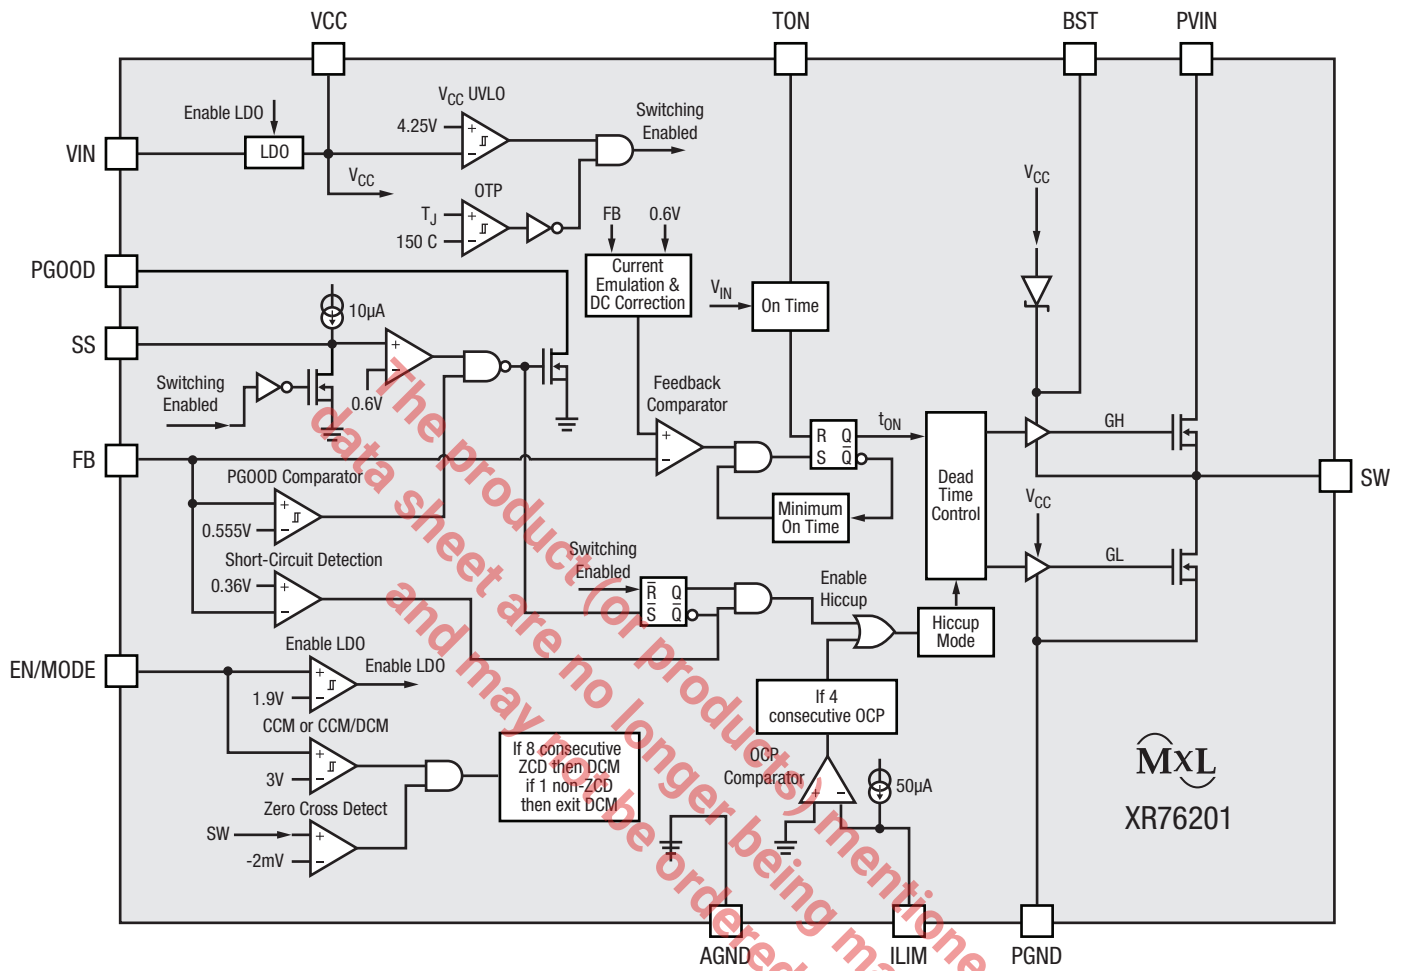 VCC
TON
BST
PVIN
VIN
Enable LDO
LDO
VCC
VCC UVLO
4.25V
+
−
Switching
Enabled
OTP
TJ
+
150 C
−
FB
0.6V
Current
Emulation &
DC Correction
VIN
On Time
VCC
PGOOD
SS
10µA
+
−
0.6V
Switching
Enabled
Feedback
Comparator
+
−
R
Q
S
Q
tON
Minimum
On Time
Dead
Time
Control
GH
SW
VCC
GL
FB
PGOOD Comparator
+
0.555V
−
Short-Circuit Detection
0.36V
+
−
Switching
Enabled
R
Q
S
Q
Enable
Hiccup
Hiccup
Mode
EN/MODE
Enable LDO
+
1.9V
−
Enable LDO
CCM or CCM/DCM
+
3V
−
Zero Cross Detect
SW
+
-2mV
−
If 8 consecutive
ZCD then DCM
if 1 non-ZCD
then exit DCM
If 4
consecutive OCP
OCP
Comparator
+
−
50µA
MxL
XR76201
AGND
ILIM
PGND
The product (or products) mentione
data sheet are no longer being ma
and may not be ordered